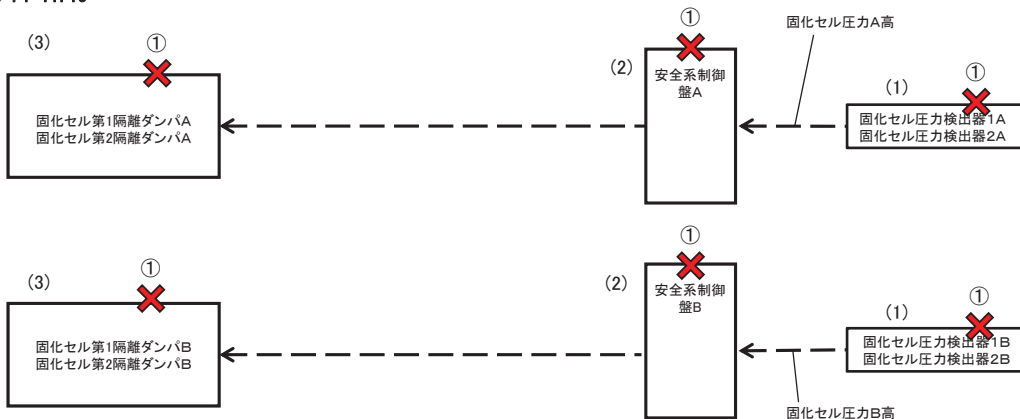 (3)
①
固化セル第1隔離ダンパA
固化セル第2隔離ダンパA
(2)
①
安全系制御
盤A
固化セル圧力A高
(1)
①
固化セル圧力検出器1A
固化セル圧力検出器2A
(3)
①
固化セル第1隔離ダンパB
固化セル第2隔離ダンパB
(2)
①
安全系制御
盤B
(1)
①
固化セル圧力検出器1B
固化セル圧力検出器2B
固化セル圧力B高